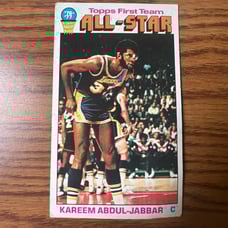 Topps First Team
ALL-STAR
KAREEM ABDUL-JABBAR C